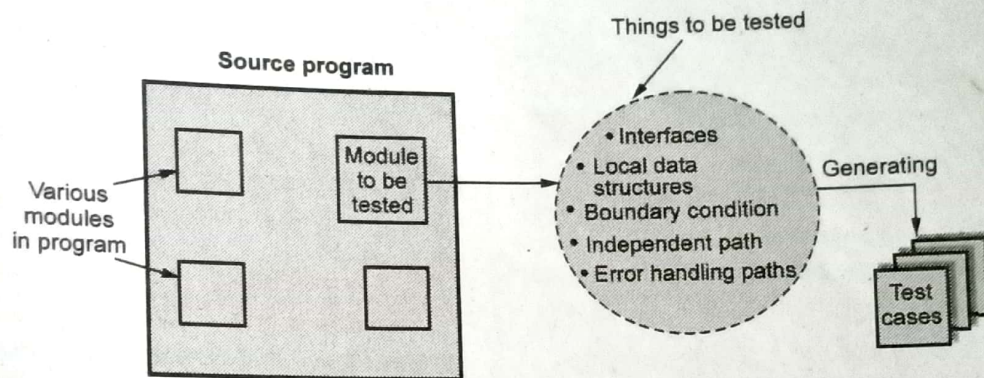 Things to be tested
Source program
Various
modules
in program
Module
to be
tested
• Interfaces
• Local data
structures
• Boundary condition
• Independent path
• Error handling paths
Generating
Test
cases